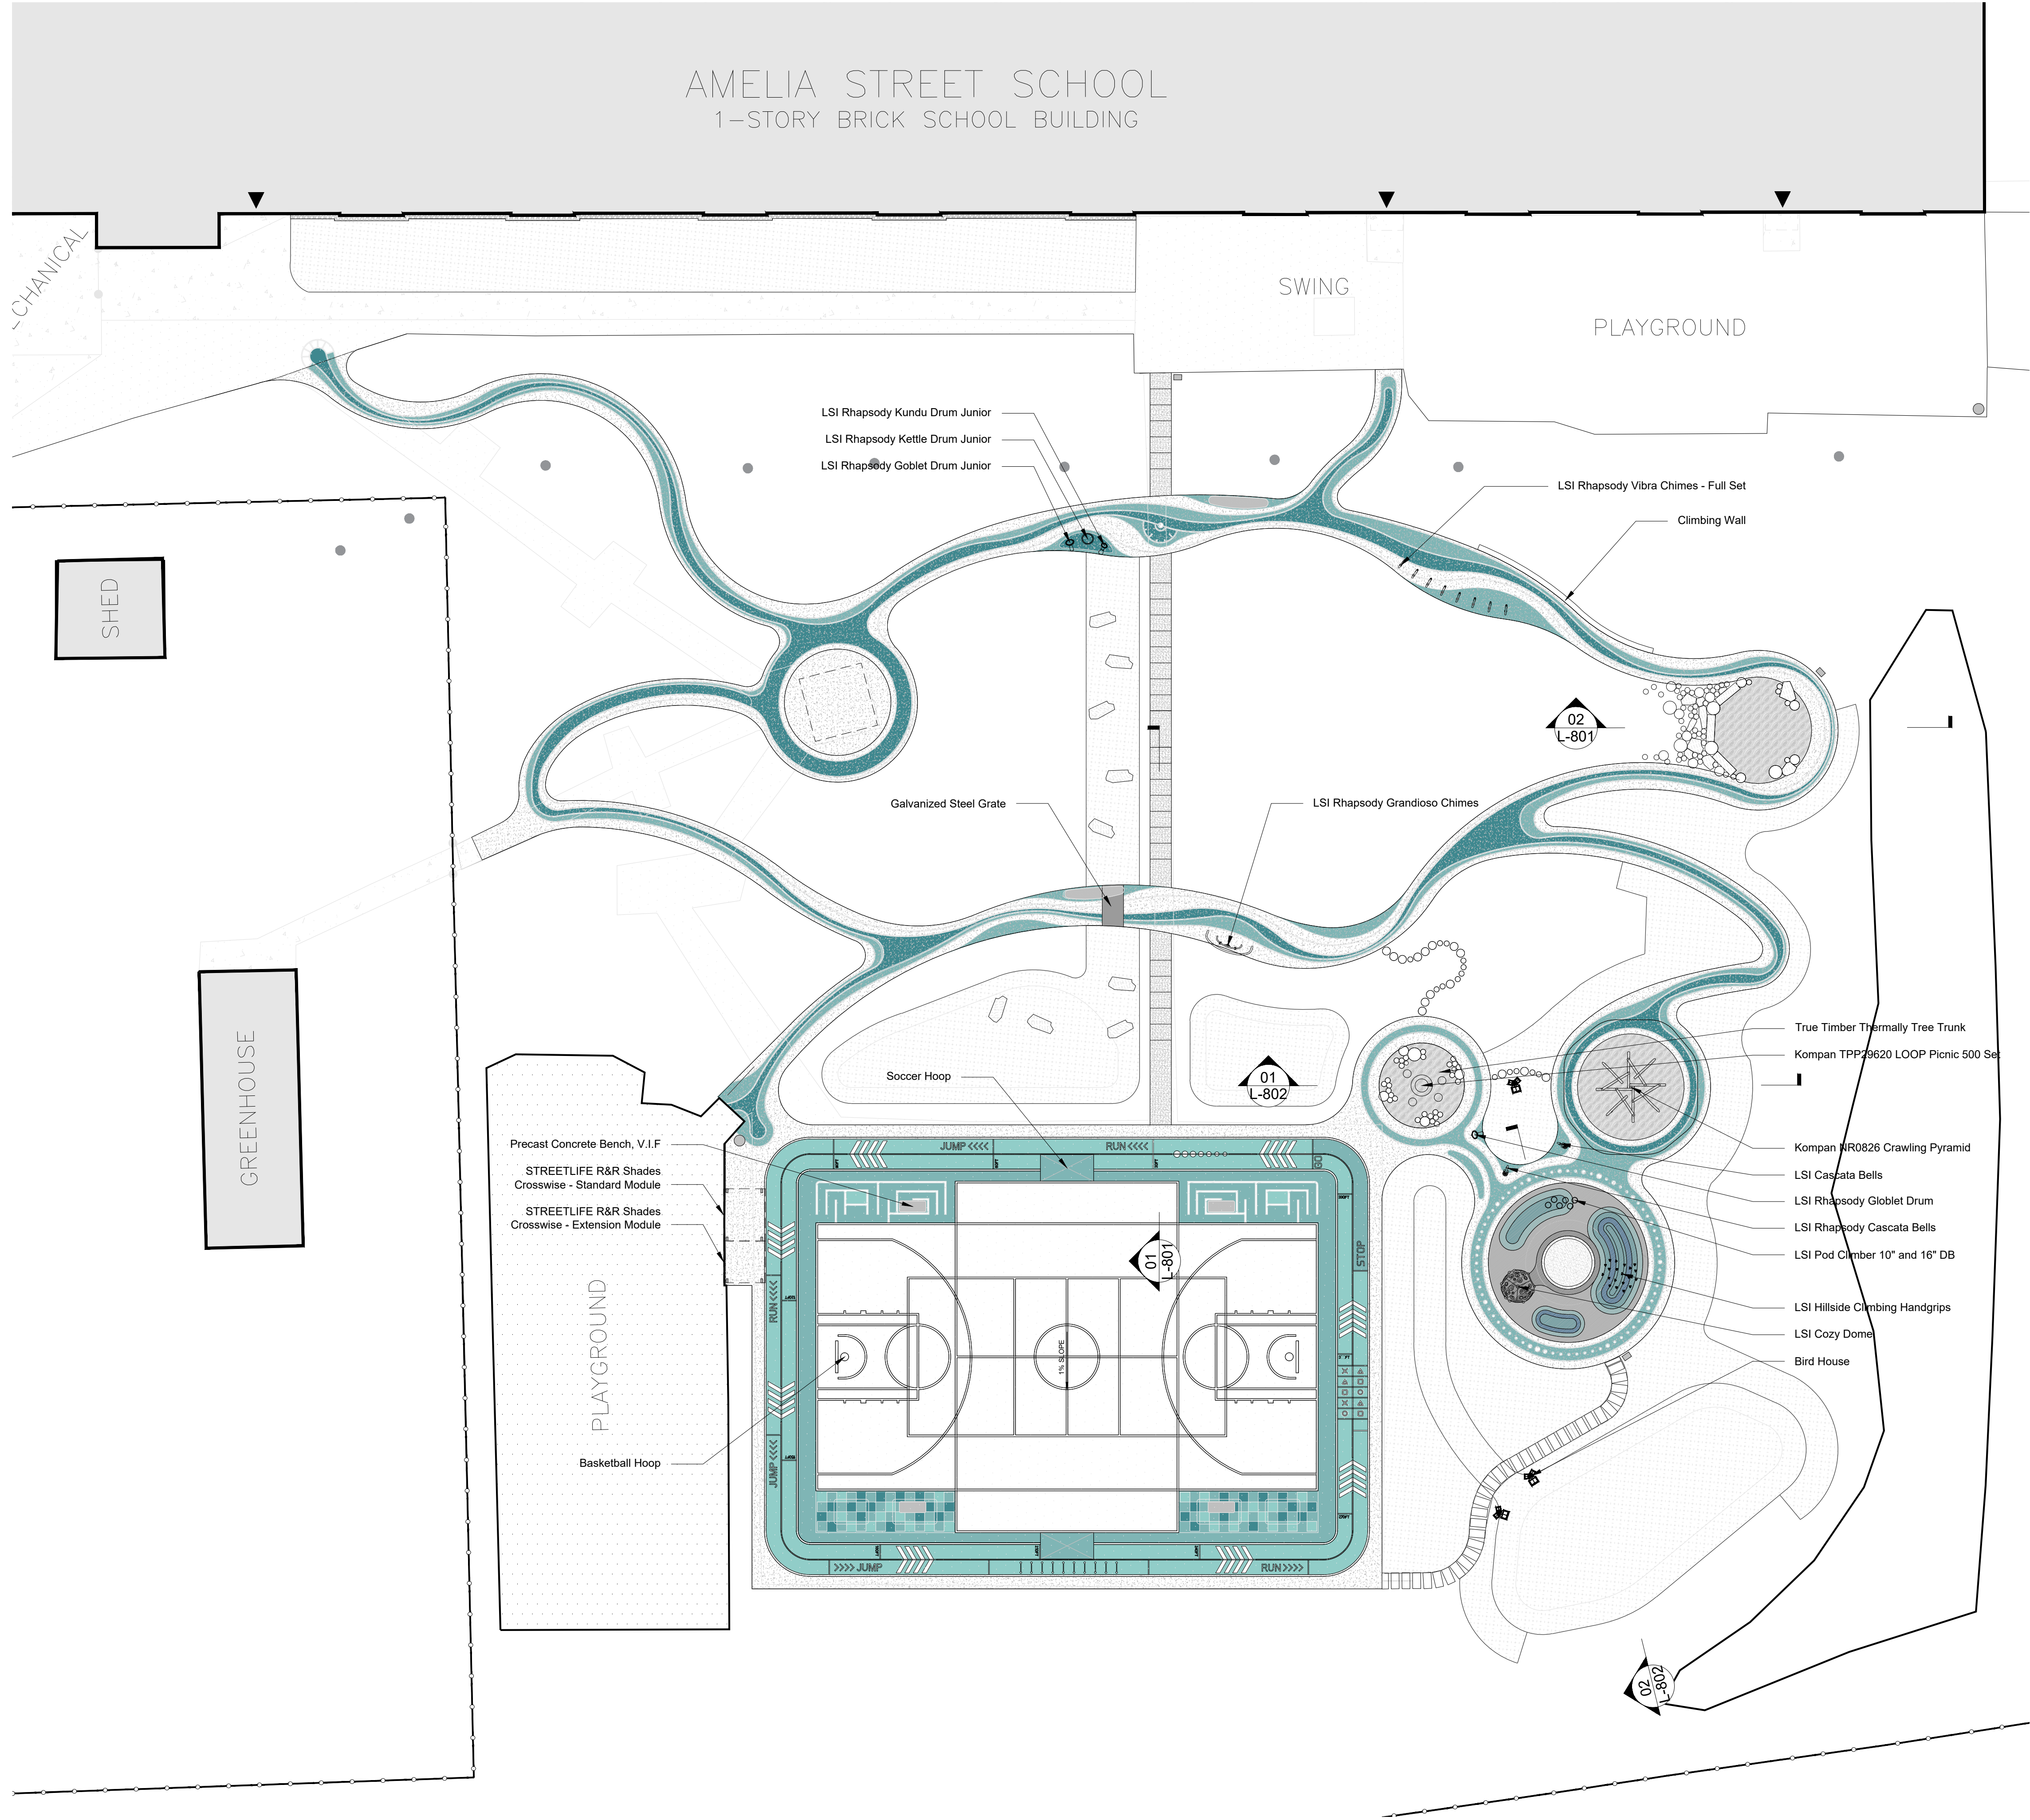 AMELIA STREET SCHOOL
1-STORY BRICK SCHOOL BUILDING
SWING
PLAYGROUND
LSI Rhapsody Kundu Drum Junior
LSI Rhapsody Kettle Drum Junior
LSI Rhapsody Goblet Drum Junior
LSI Rhapsody Vibra Chimes - Full Set
Climbing Wall
SHED
02
L-801
Galvanized Steel Grate
LSI Rhapsody Grandioso Chimes
GREENHOUSE
True Timber Thermally Tree Trunk
Kompan TPP29620 LOOP Picnic 500 Set
Soccer Hoop
01
L-802
Precast Concrete Bench, V.I.F
STREETLIFE R&R Shades
Crosswise - Standard Module
STREETLIFE R&R Shades
Crosswise - Extension Module
JUMP <<<<
RUN <<<<
GO
Kompan NR0826 Crawling Pyramid
LSI Cascata Bells
LSI Rhapsody Globlet Drum
LSI Rhapsody Cascata Bells
LSI Pod Climber 10" and 16" DB
01
L-801
STOP
RUN <<<<
LSI Hillside Climbing Handgrips
LSI Cozy Dome
Bird House
PLAYGROUND
1% SLOPE
Basketball Hoop
JUMP <<<<
>>>> JUMP
RUN >>>>
02
L-802